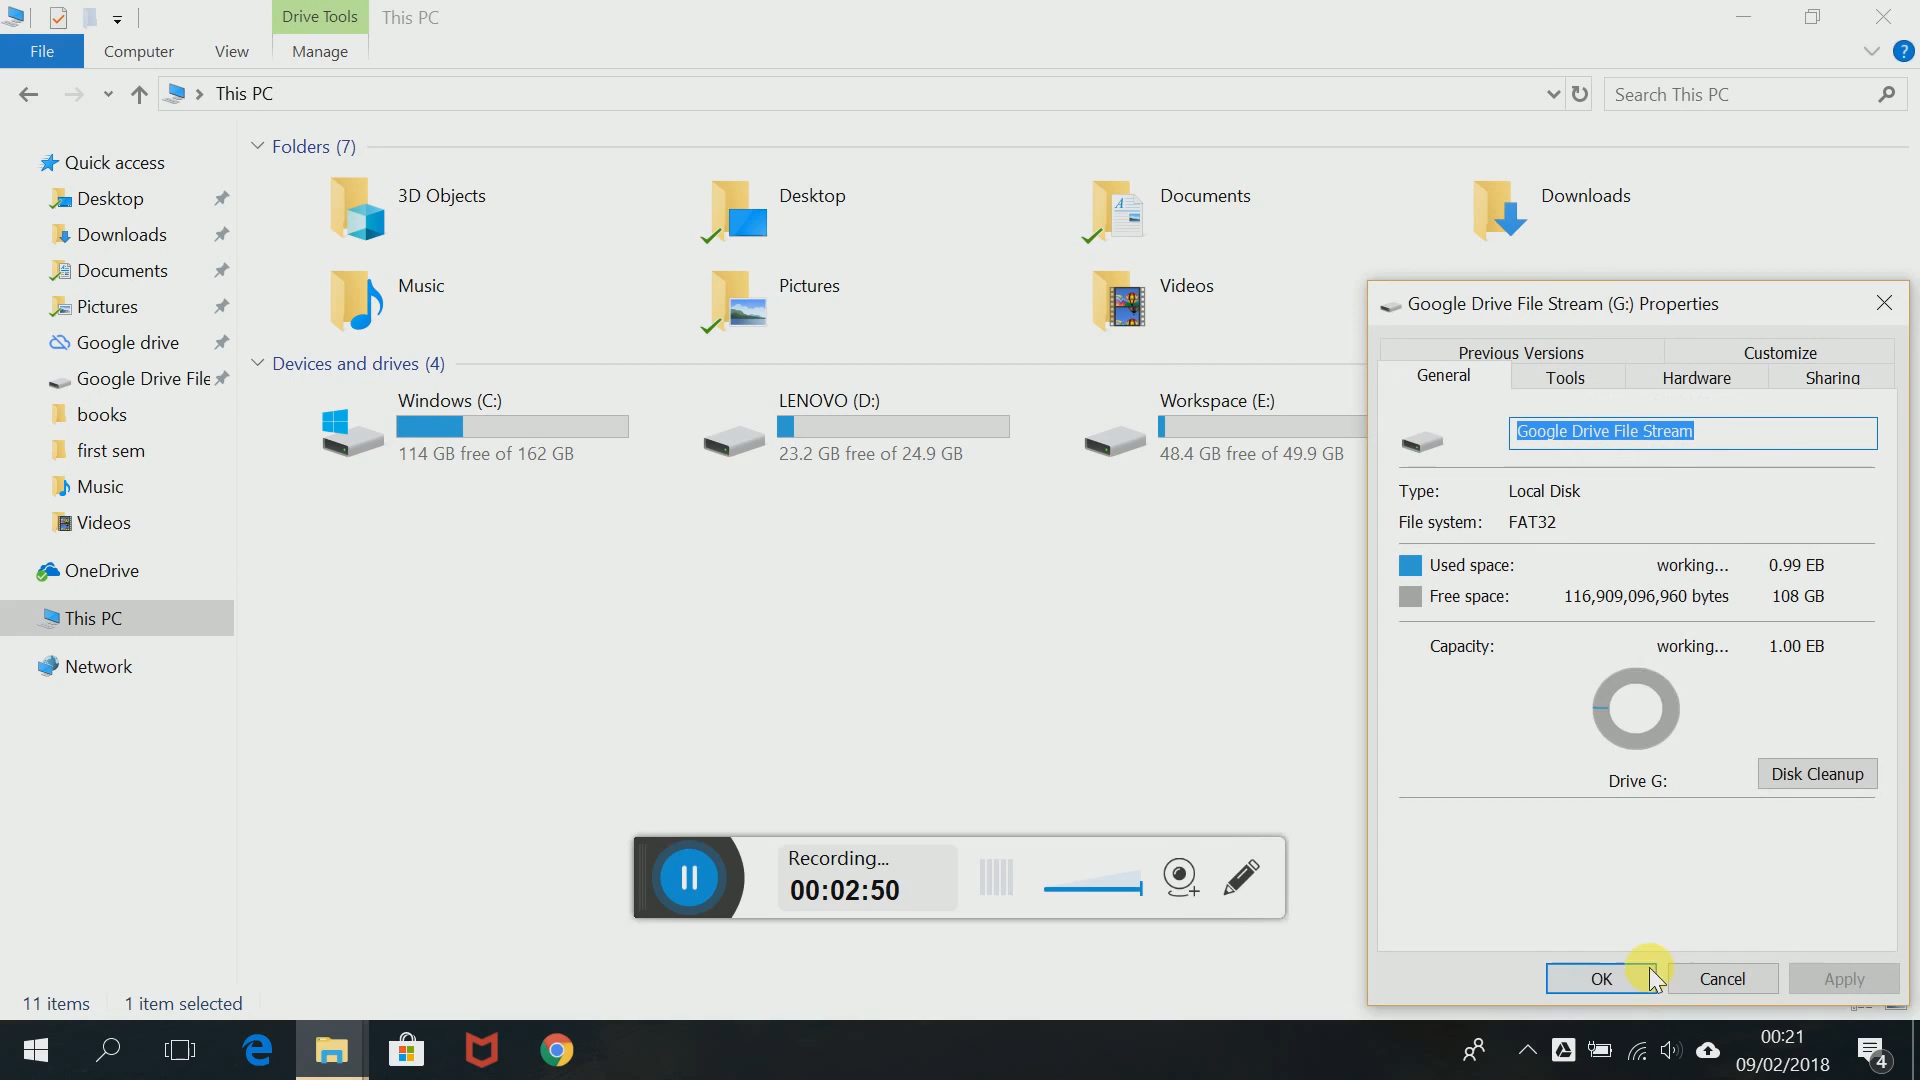 Drive Tools
This PC
File
Computer
View
Manage
?
This PC
Search This PC
Quick access
Desktop
Downloads
Documents
Pictures
Google drive
Google Drive File
books
first sem
Music
Videos
OneDrive
This PC
Network
Folders (7)
3D Objects
Desktop
Documents
Downloads
Music
Pictures
Videos
Devices and drives (4)
Windows (C:)
114 GB free of 162 GB
LENOVO (D:)
23.2 GB free of 24.9 GB
Workspace (E:)
48.4 GB free of 49.9 GB
Google Drive File Stream (G:) Properties
Previous Versions
Customize
General
Tools
Hardware
Sharing
Google Drive File Stream
Type: Local Disk
File system: FAT32
Used space: working... 0.99 EB
Free space: 116,909,096,960 bytes 108 GB
Capacity: working... 1.00 EB
Drive G:
Disk Cleanup
OK
Cancel
Apply
Recording...
00:02:50
11 items
1 item selected
00:21
09/02/2018
4